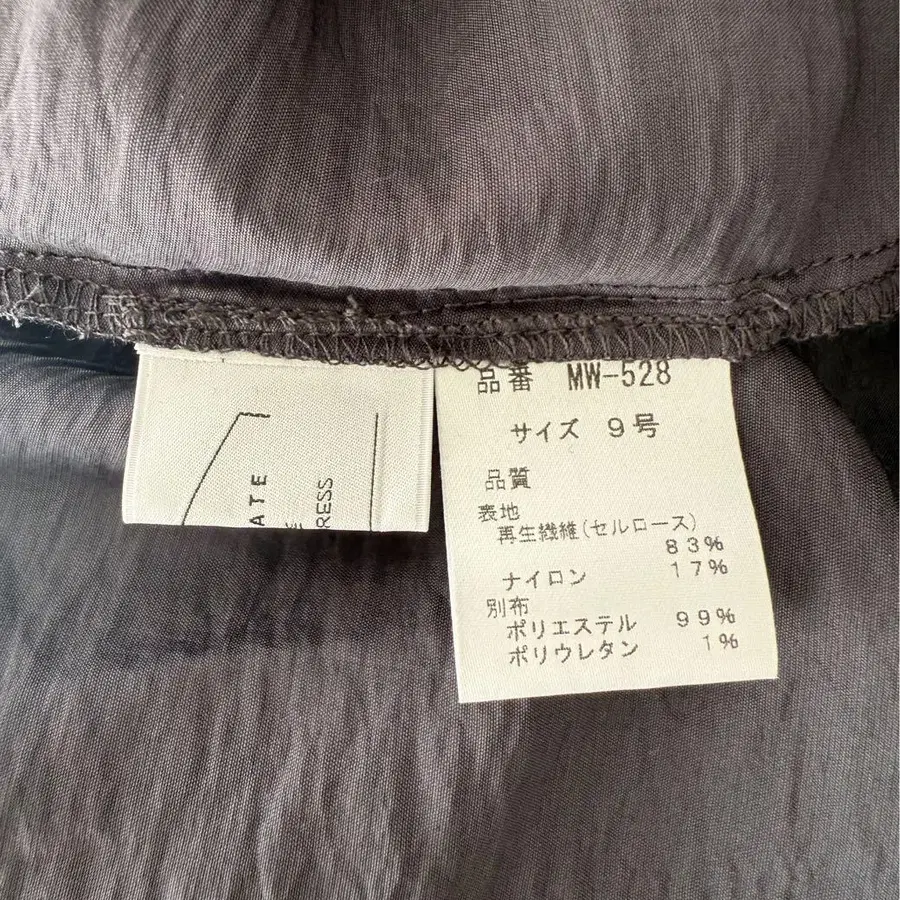 品番 MW-528
サイズ 9号
品質
表地
再生繊維(セルロース)
83%
ナイロン 17%
別布
ポリエステル 99%
ポリウレタン 1%
ATE
RESS